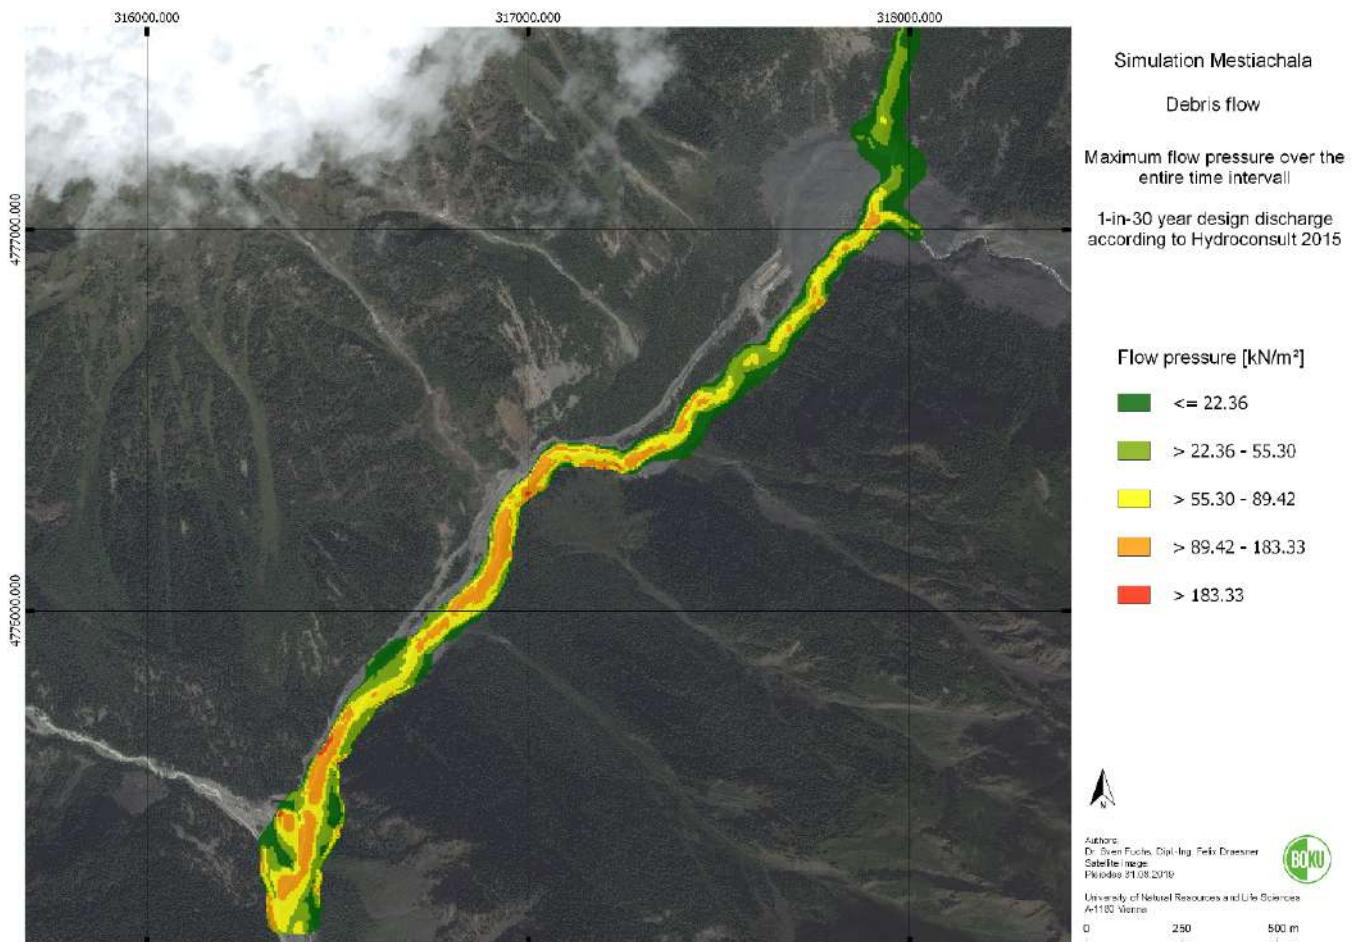 316000.000
317000.000
318000.000
4777000.000
4776000.000
Simulation Mestiachala
Debris flow
Maximum flow pressure over the
entire time intervall
1-in-30 year design discharge
according to Hydroconsult 2015
Flow pressure [kN/m²]
<= 22.36
> 22.36 - 55.30
> 55.30 - 89.42
> 89.42 - 183.33
> 183.33
N
Authors:
Dr. Sven Fuchs, Dipl.-Ing. Felix Draesner
Satellite image:
Pleiades 31.08.2019
BOKU
University of Natural Resources and Life Sciences
A-1180 Vienna
0 250 500 m